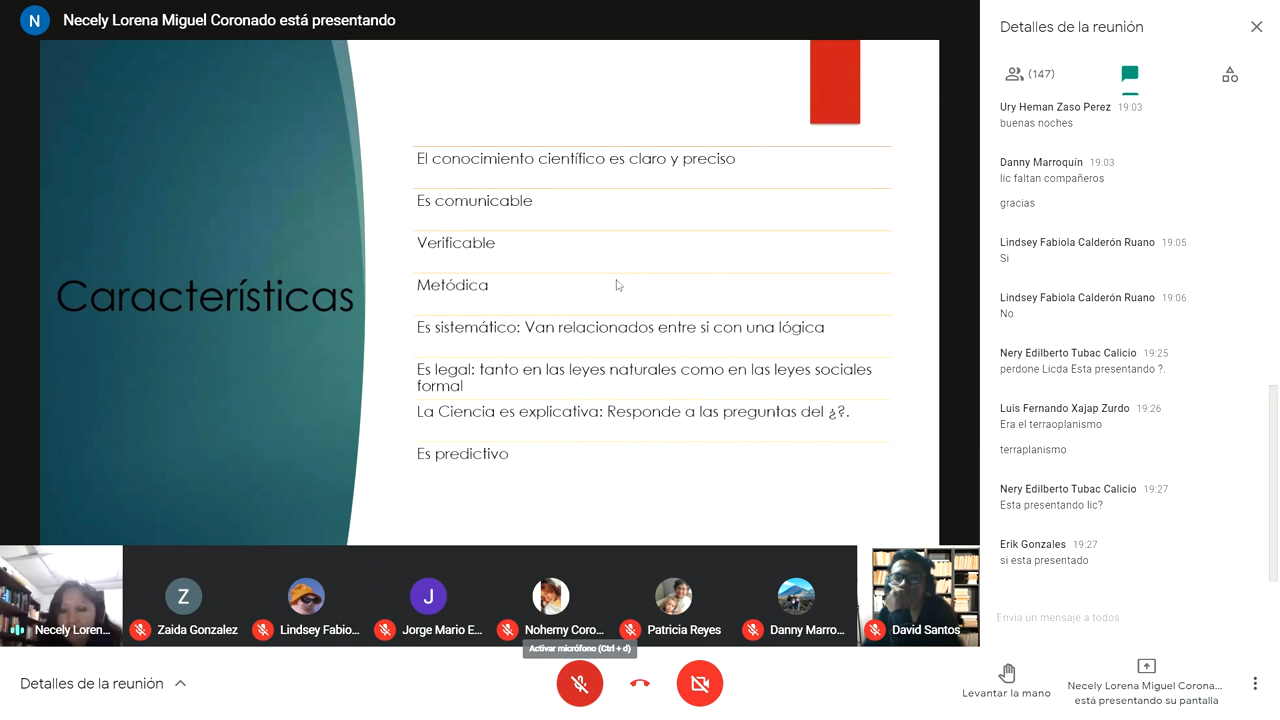 N
Necely Lorena Miguel Coronado está presentando
Características
El conocimiento científico es claro y preciso
Es comunicable
Verificable
Metódica
Es sistemático: Van relacionados entre si con una lógica
Es legal: tanto en las leyes naturales como en las leyes sociales
formal
La Ciencia es explicativa: Responde a las preguntas del ¿?.
Es predictivo
Detalles de la reunión
(147)
Ury Heman Zaso Perez 19:03
buenas noches
Danny Marroquín 19:03
lic faltan compañeros
gracias
Lindsey Fabiola Calderón Ruano 19:05
Si
Lindsey Fabiola Calderón Ruano 19:06
No
Nery Edilberto Tubac Calicio 19:25
perdone Licda Esta presentando ?.
Luis Fernando Xajap Zurdo 19:26
Era el terraoplanismo
terraplanismo
Nery Edilberto Tubac Calicio 19:27
Esta presentando lic?
Erik Gonzales 19:27
si esta presentado
Envía un mensaje a todos
Z
J
Necely Loren...
Zaida Gonzalez
Lindsey Fabio...
Jorge Mario E...
Nohemy Coro...
Patricia Reyes
Danny Marro...
David Santos
Activar micrófono (Ctrl + d)
Detalles de la reunión
Levantar la mano
Necely Lorena Miguel Corona...
está presentando su pantalla